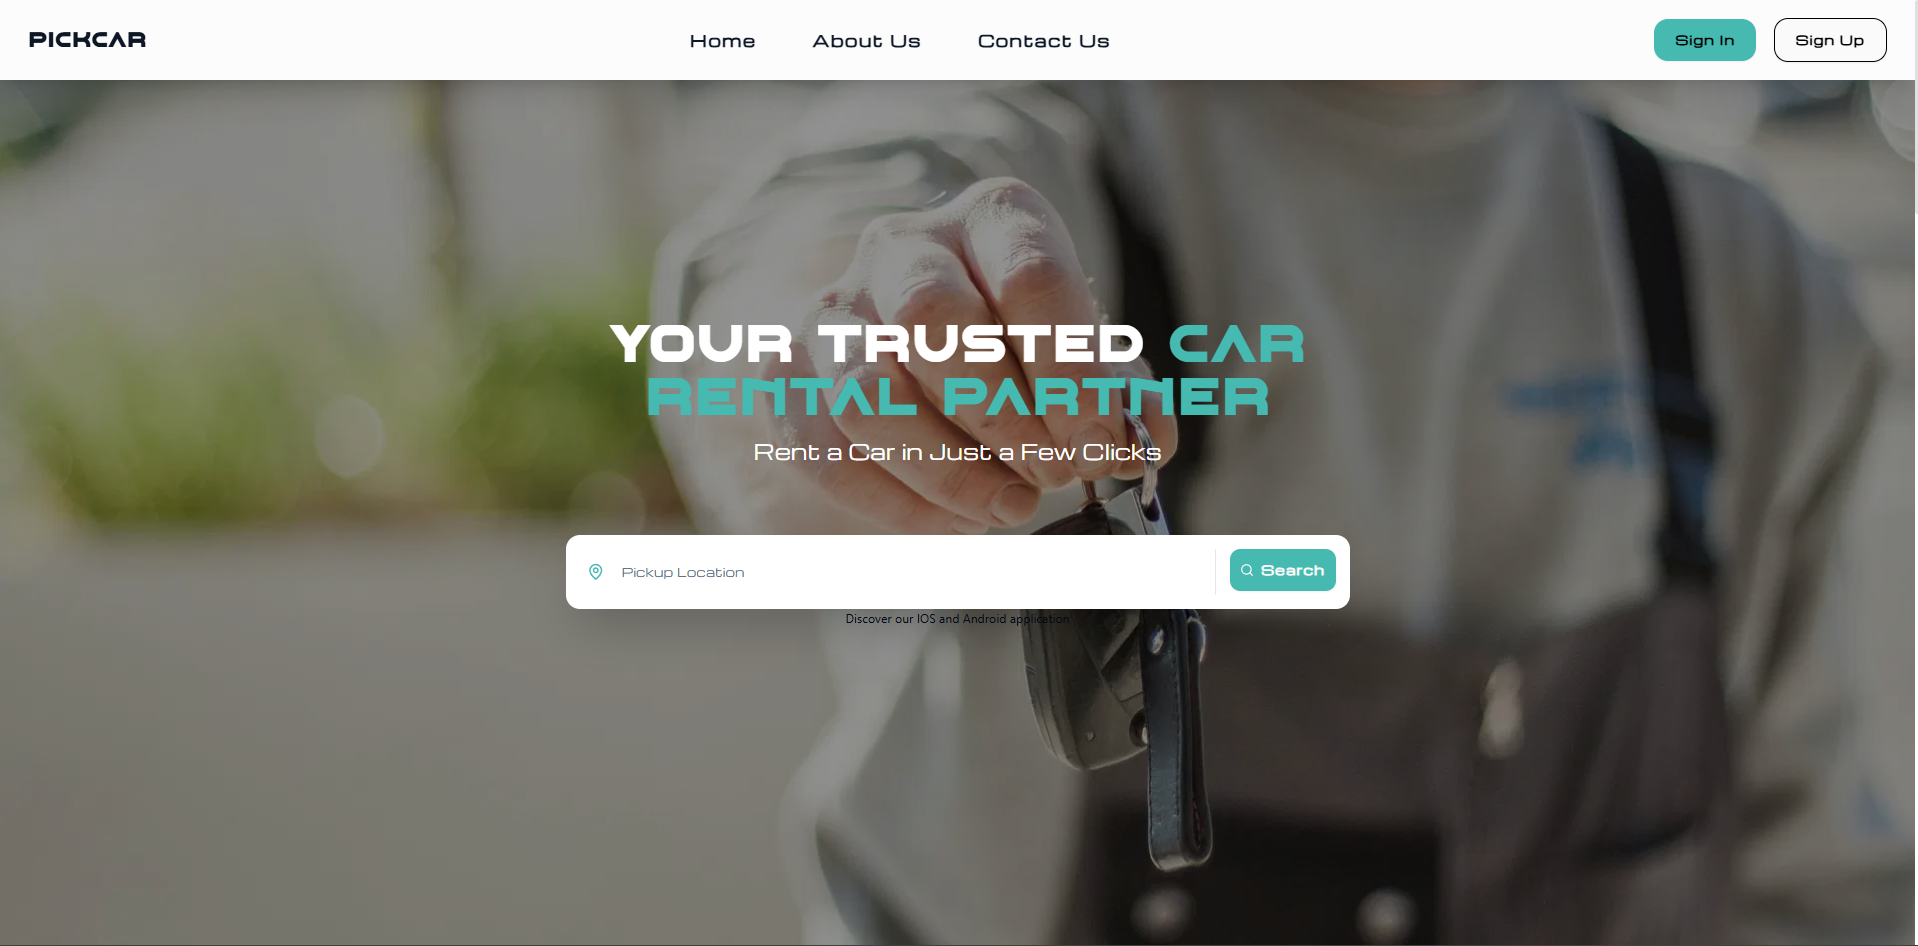 PICKCAR
Home
About Us
Contact Us
Sign In
Sign Up
YOUR TRUSTED CAR
RENTAL PARTNER
Rent a Car in Just a Few Clicks
Pickup Location
Search
Discover our IOS and Android application